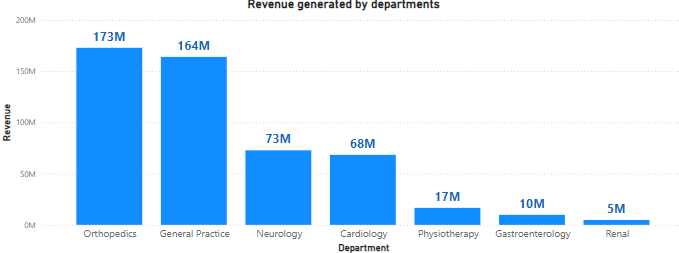 Revenue generated by departments
200M
150M
100M
50M
0M
Revenue
173M
164M
73M
68M
17M
10M
5M
Orthopedics
General Practice
Neurology
Cardiology
Physiotherapy
Gastroenterology
Renal
Department